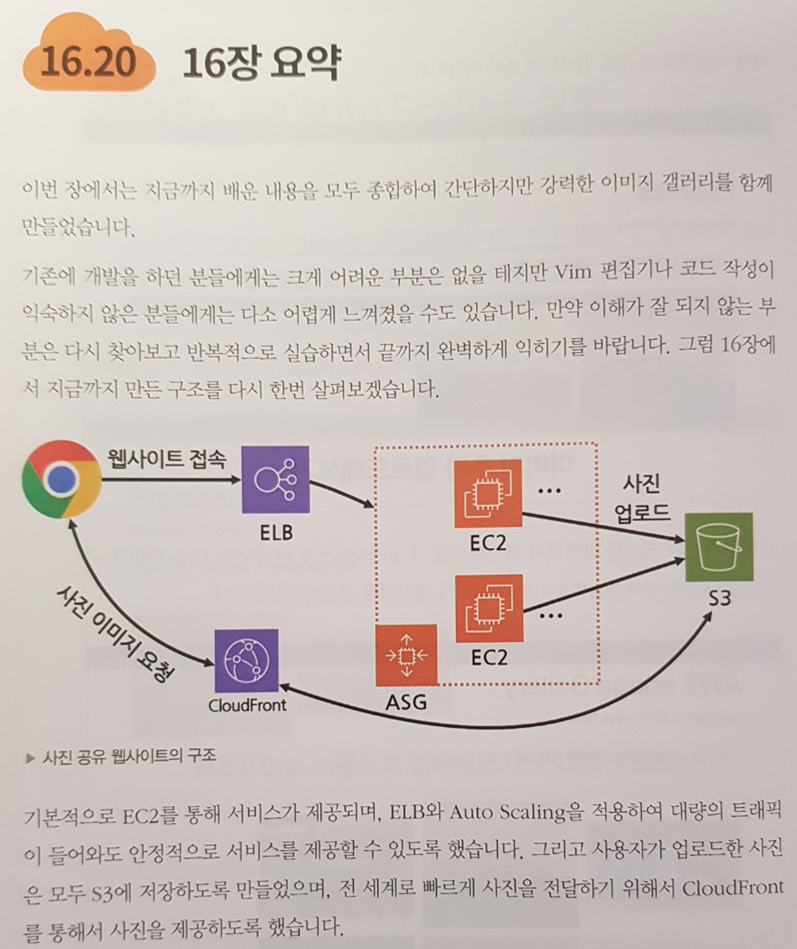 16.20 16장 요약
이번 장에서는 지금까지 배운 내용을 모두 종합하여 간단하지만 강력한 이미지 갤러리를 함께
만들었습니다.
기존에 개발을 하던 분들에게는 크게 어려운 부분은 없을 테지만 Vim 편집기나 코드 작성이
익숙하지 않은 분들에게는 다소 어렵게 느껴졌을 수도 있습니다. 만약 이해가 잘 되지 않는 부
분은 다시 찾아보고 반복적으로 실습하면서 끝까지 완벽하게 익히기를 바랍니다. 그럼 16장에
서 지금까지 만든 구조를 다시 한번 살펴보겠습니다.
웹사이트 접속
ELB
EC2
...
사진
업로드
S3
사진 이미지 요청
EC2
...
CloudFront
ASG
▶ 사진 공유 웹사이트의 구조
기본적으로 EC2를 통해 서비스가 제공되며, ELB와 Auto Scaling을 적용하여 대량의 트래픽
이 들어와도 안정적으로 서비스를 제공할 수 있도록 했습니다. 그리고 사용자가 업로드한 사진
은 모두 S3에 저장하도록 만들었으며, 전 세계로 빠르게 사진을 전달하기 위해서 CloudFront
를 통해서 사진을 제공하도록 했습니다.